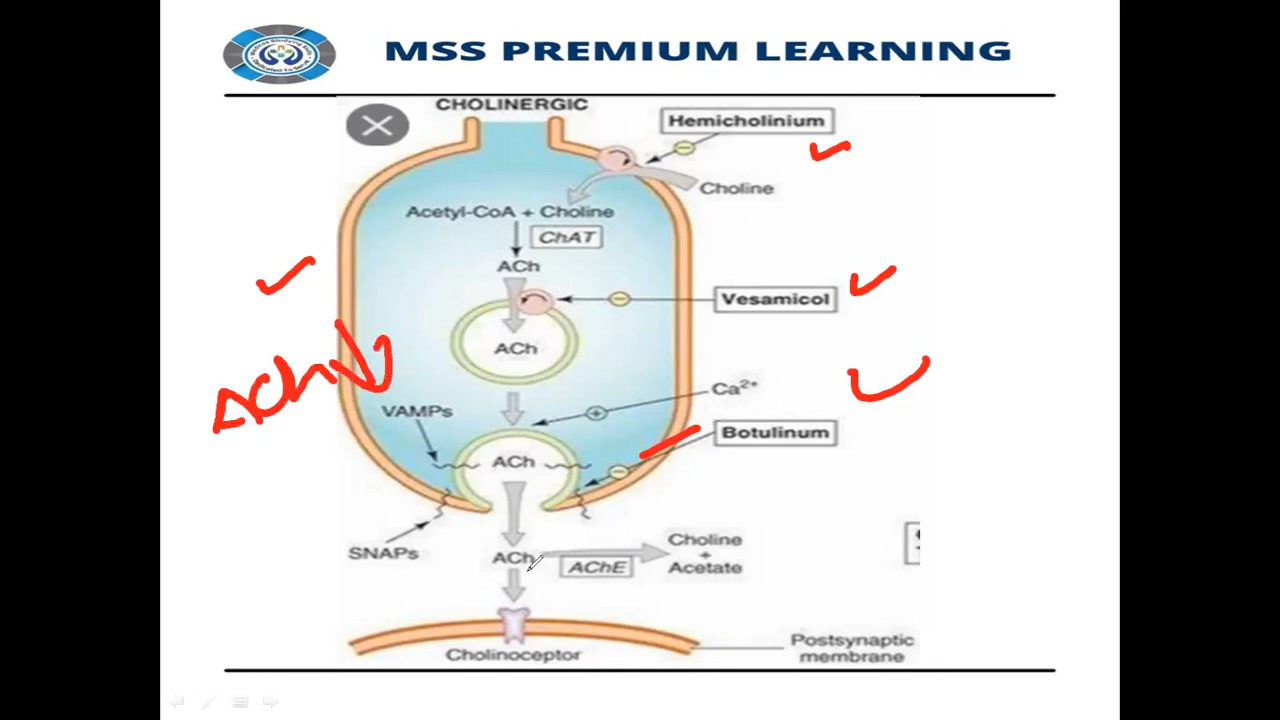 MSS PREMIUM LEARNING
CHOLINERGIC
Hemicholinium
Choline
Acetyl-CoA + Choline
ChAT
ACh
Vesamicol
ACh
Ca²⁺
ACh
VAMPs
Botulinum
ACh
SNAPs
ACh
AChE
Choline
+
Acetate
Cholinoceptor
Postsynaptic
membrane